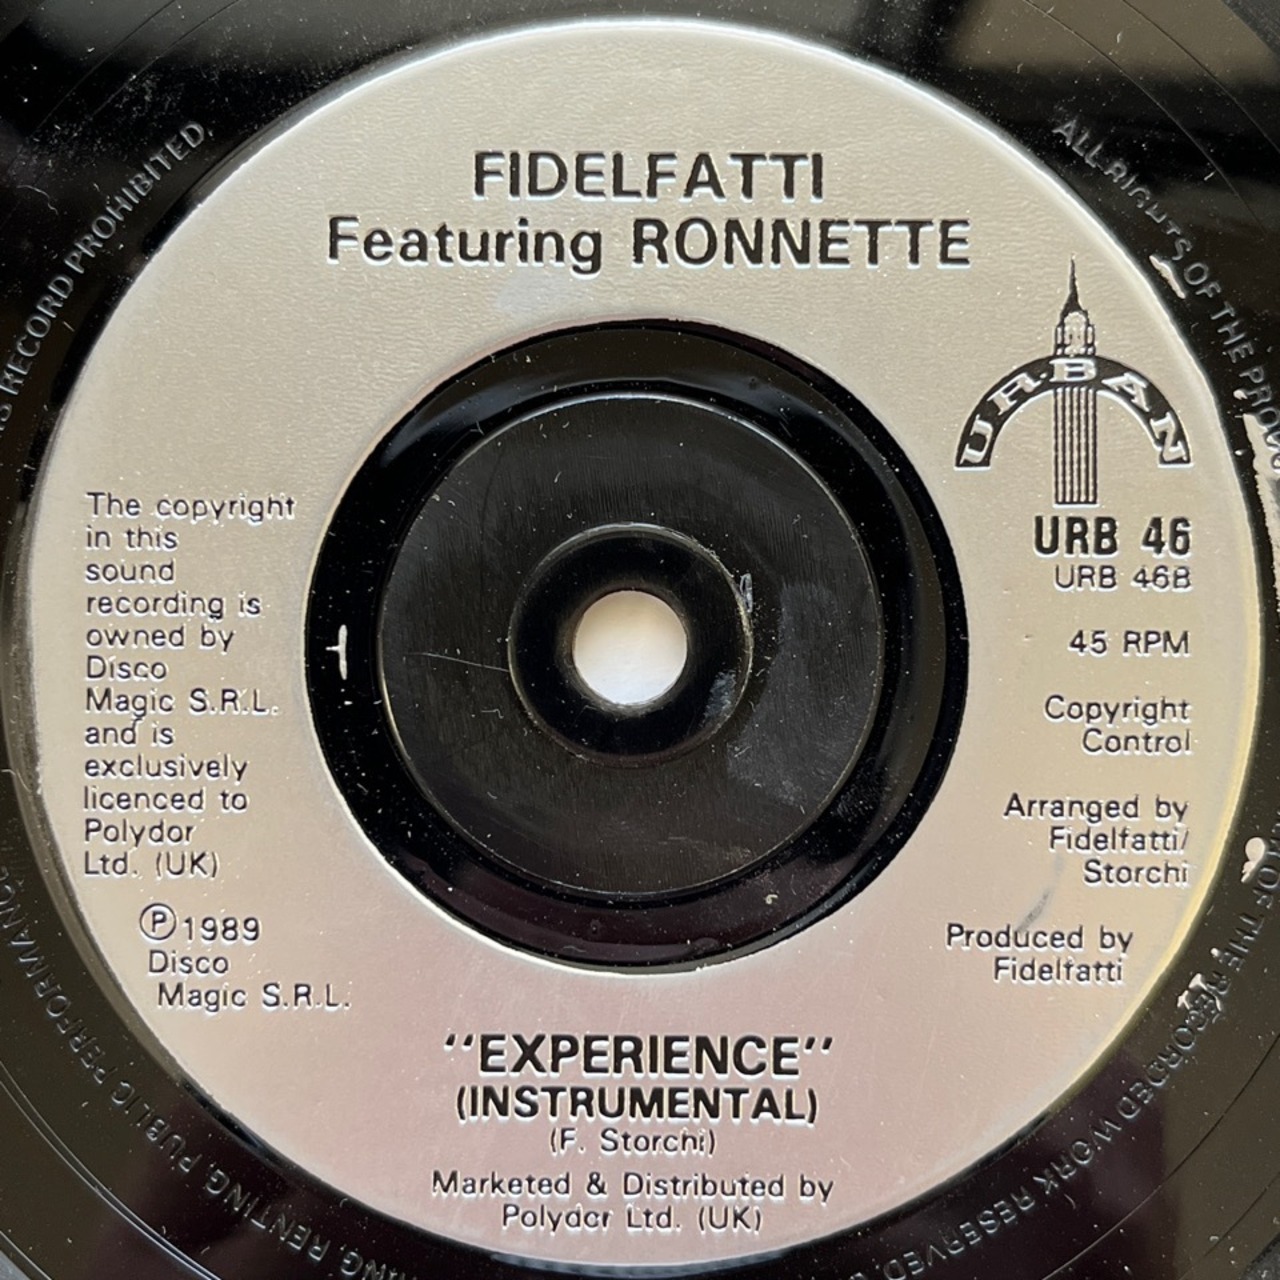 FIDELFATTI
Featuring RONNETTE
URBAN
URB 46
URB 46B
45 RPM
Copyright
Control
Arranged by
Fidelfatti/
Storchi
Produced by
Fidelfatti
The copyright
in this
sound
recording is
owned by
Disco
Magic S.R.L.
and is
exclusively
licenced to
Polydor
Ltd. (UK)
Ⓟ1989
Disco
Magic S.R.L.
"EXPERIENCE"
(INSTRUMENTAL)
(F. Storchi)
Marketed & Distributed by
Polydor Ltd. (UK)
ALL RIGHTS OF THE
OF THE RECORDED WORK RESERVED.
RENTING, PUBLIC
RECORD PROHIBITED.